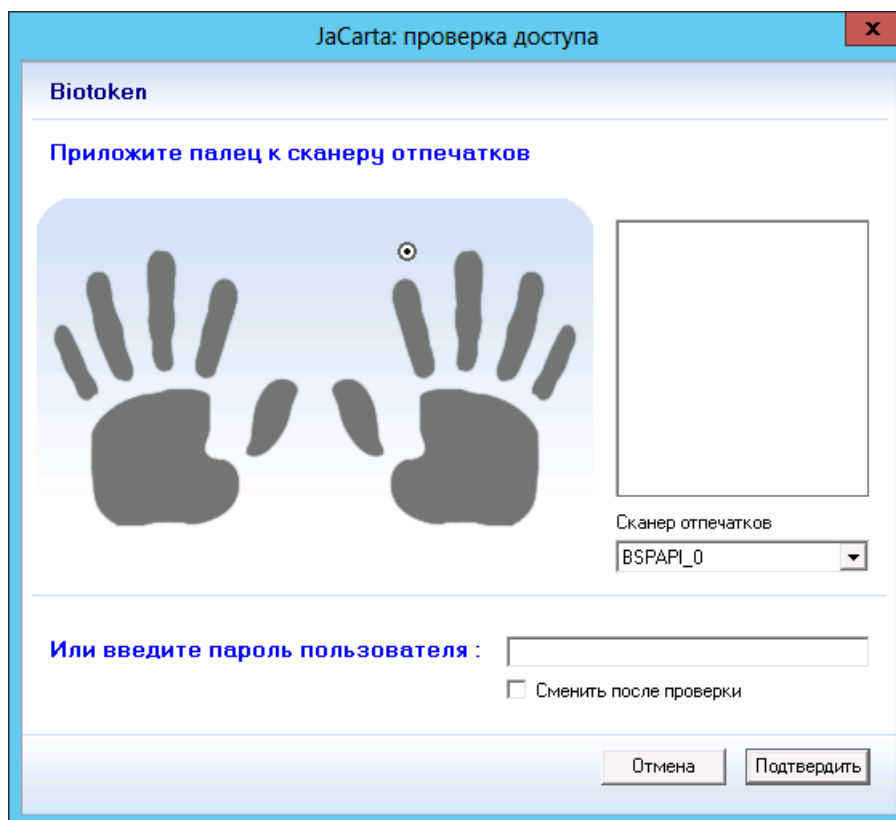 JaCarta: проверка доступа
x
Biotoken
Приложите палец к сканеру отпечатков
Сканер отпечатков
BSPAPI_0
Или введите пароль пользователя :
Сменить после проверки
Отмена
Подтвердить